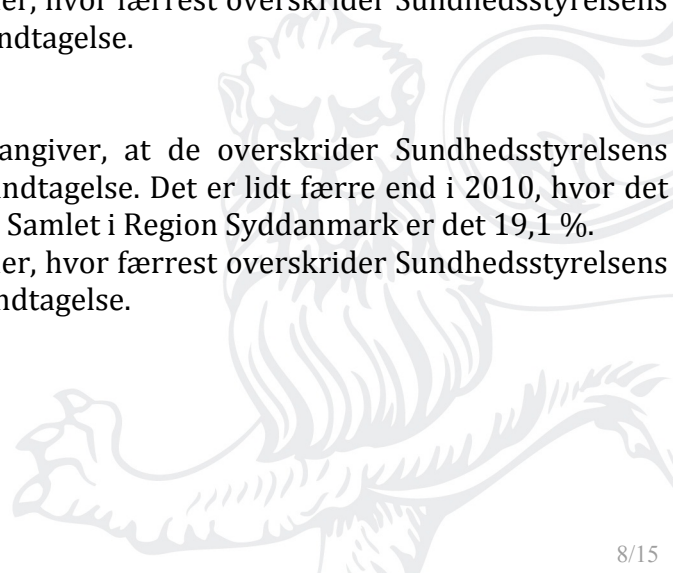 er, hvor færrest overskrider Sundhedsstyrelsens
ndtagelse.
angiver, at de overskrider Sundhedsstyrelsens
ndtagelse. Det er lidt færre end i 2010, hvor det
Samlet i Region Syddanmark er det 19,1 %.
er, hvor færrest overskrider Sundhedsstyrelsens
ndtagelse.
8/15